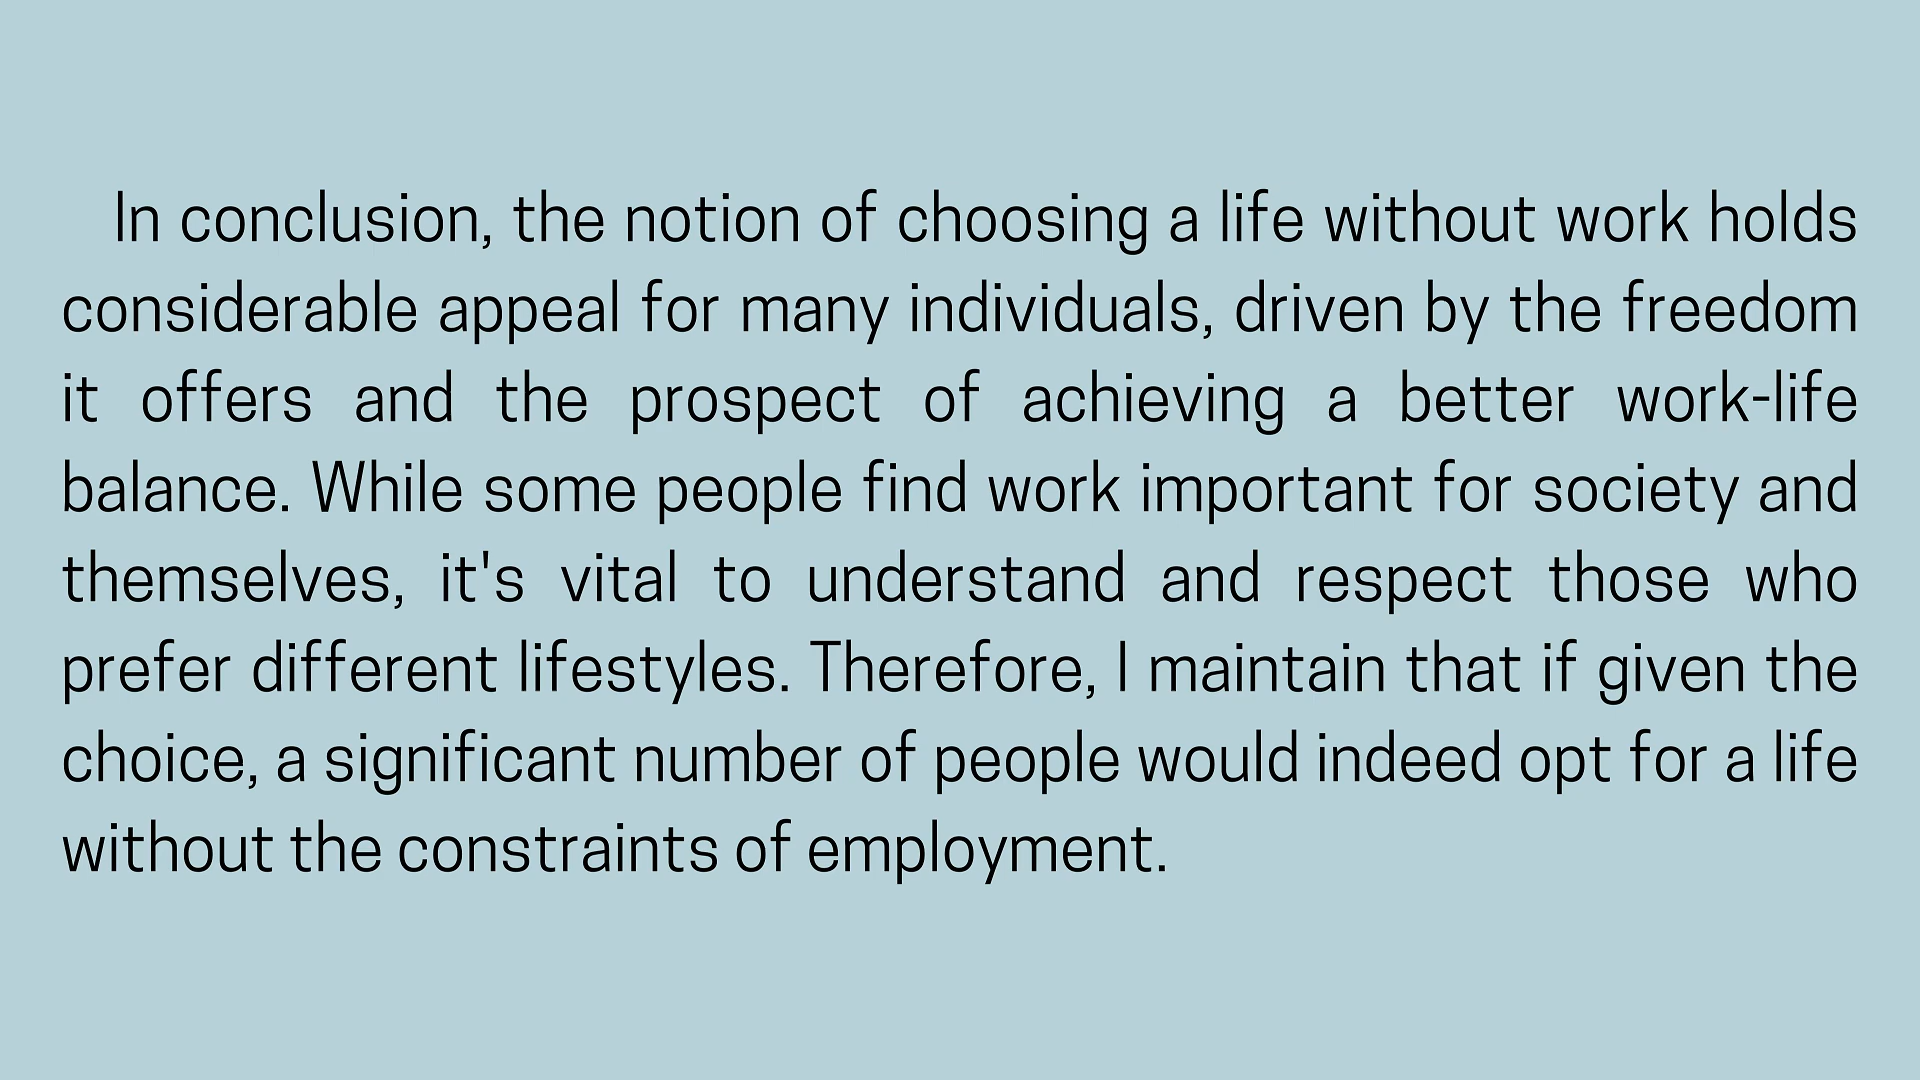 In conclusion, the notion of choosing a life without work holds
considerable appeal for many individuals, driven by the freedom
it offers and the prospect of achieving a better work-life
balance. While some people find work important for society and
themselves, it's vital to understand and respect those who
prefer different lifestyles. Therefore, I maintain that if given the
choice, a significant number of people would indeed opt for a life
without the constraints of employment.